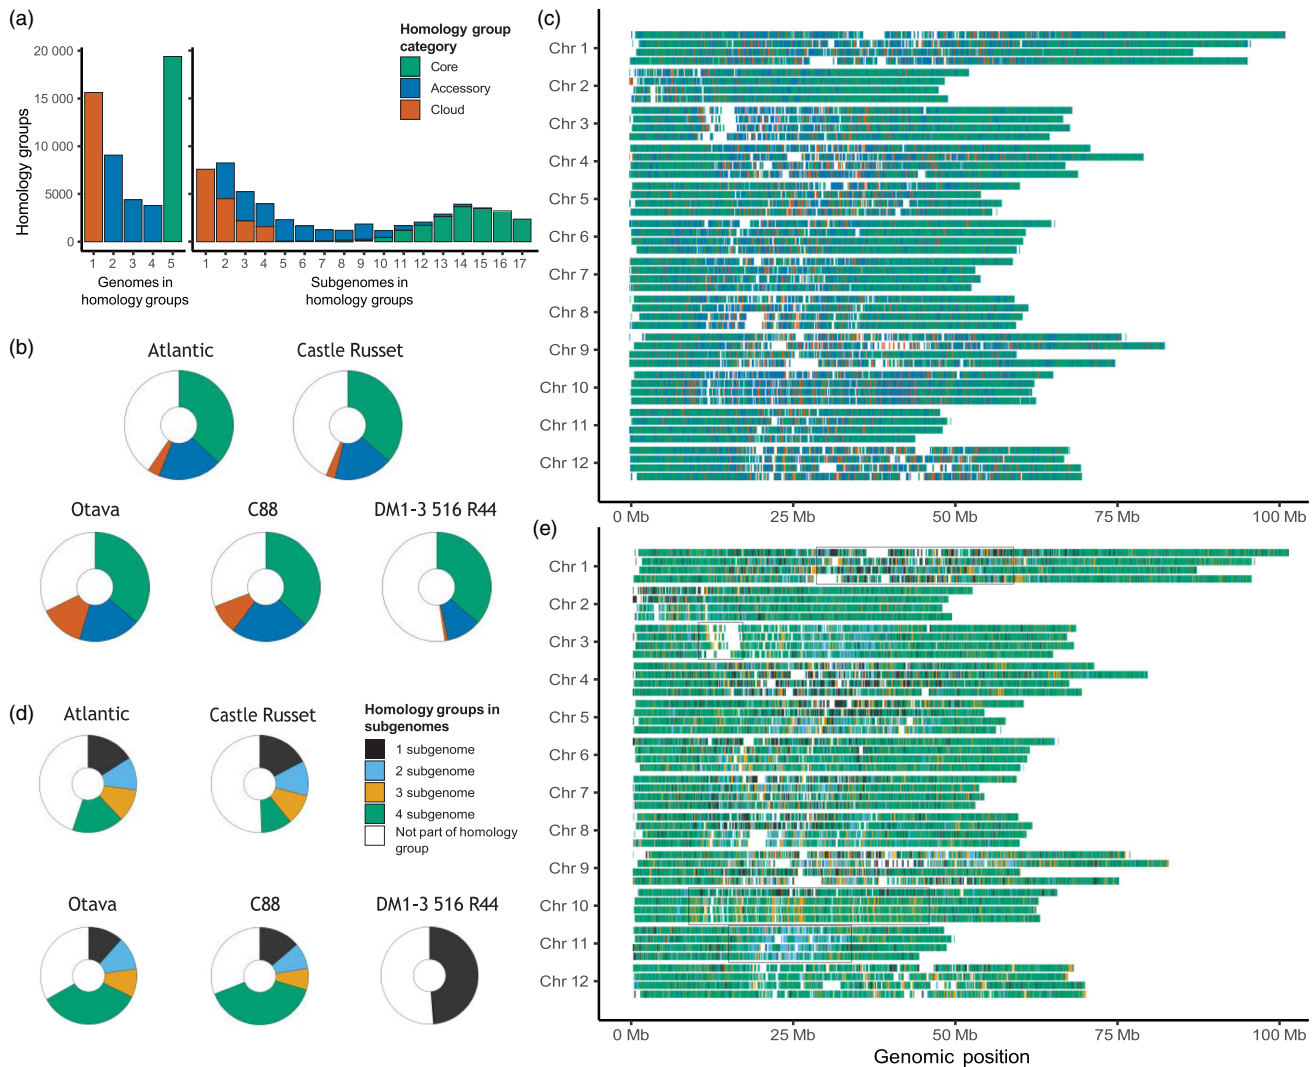 (a)
Homology groups
20 000
15 000
10 000
5000
0
1 2 3 4 5
Genomes in
homology groups
1 2 3 4 5 6 7 8 9 10 11 12 13 14 15 16 17
Subgenomes in
homology groups
Homology group
category
Core
Accessory
Cloud
(b)
Atlantic
Castle Russet
Otava
C88
DM1-3 516 R44
(c)
Chr 1
Chr 2
Chr 3
Chr 4
Chr 5
Chr 6
Chr 7
Chr 8
Chr 9
Chr 10
Chr 11
Chr 12
0 Mb 25 Mb 50 Mb 75 Mb 100 Mb
(d)
Atlantic
Castle Russet
Homology groups in
subgenomes
1 subgenome
2 subgenome
3 subgenome
4 subgenome
Not part of homology
group
Otava
C88
DM1-3 516 R44
(e)
Chr 1
Chr 2
Chr 3
Chr 4
Chr 5
Chr 6
Chr 7
Chr 8
Chr 9
Chr 10
Chr 11
Chr 12
0 Mb 25 Mb 50 Mb 75 Mb 100 Mb
Genomic position